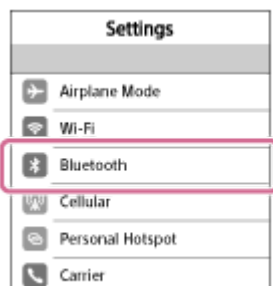 Settings
Airplane Mode
Wi-Fi
Bluetooth
Cellular
Personal Hotspot
Carrier